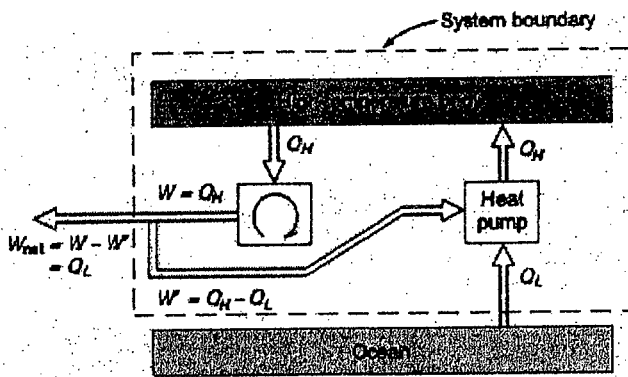 System boundary
Q_H
Q_H
W = Q_H
Heat
pump
W_net = W - W'
= Q_L
W' = Q_H - Q_L
Q_L
Ocean